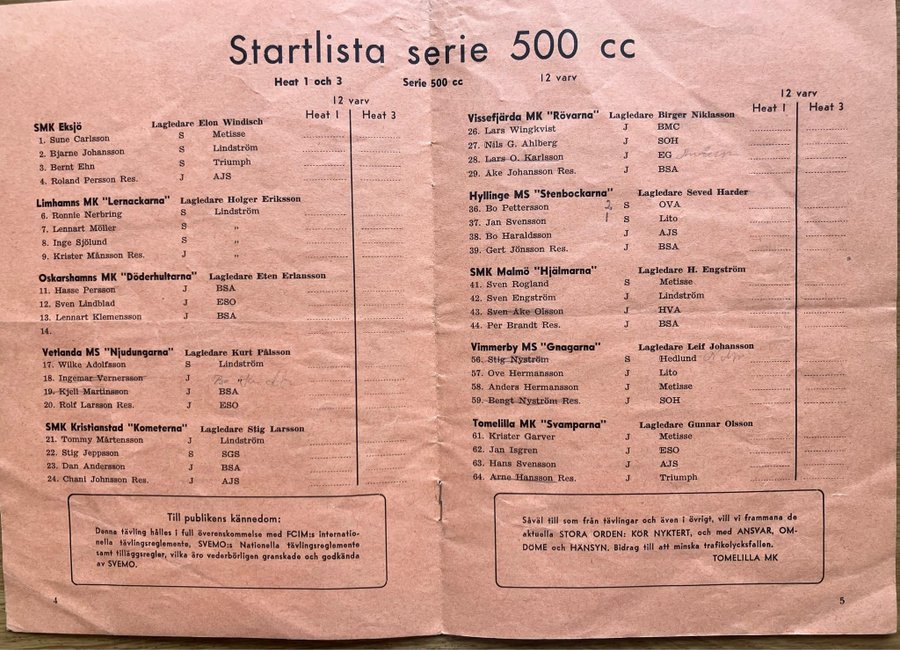 Startlista serie 500 cc
Heat 1 och 3 Serie 500 cc 12 varv
12 varv
Heat 1 Heat 3
SMK Eksjö Lagledare Elon Windisch
1. Sune Carlsson S Metisse
2. Bjarne Johansson S Lindström
3. Bernt Ehn S Triumph
4. Roland Persson Res. J AJS
Limhamns MK "Lernackarna" Lagledare Holger Eriksson
6. Ronnie Nerbring S Lindström
7. Lennart Möller S "
8. Inge Sjölund S "
9. Krister Månsson Res. J "
Oskarshamns MK "Döderhultarna" Lagledare Eten Erlansson
11. Hasse Persson J BSA
12. Sven Lindblad J ESO
13. Lennart Klemensson J BSA
14.
Vetlanda MS "Njudungarna" Lagledare Kurt Pålsson
17. Wilke Adolfsson S Lindström
18. Ingemar Vernersson J
19. Kjell Martinsson J BSA
20. Rolf Larsson Res. J ESO
SMK Kristianstad "Kometerna" Lagledare Stig Larsson
21. Tommy Mårtensson J Lindström
22. Stig Jeppsson S SGS
23. Dan Andersson J BSA
24. Chani Johnsson Res. J AJS
Till publikens kännedom:
Denna tävling hålles i full överenskommelse med FCIM:s internatio-
nella tävlingsreglemente, SVEMO:s Nationella tävlingsreglemente
samt tilläggsregler, vilka äro vederbörligen granskade och godkända
av SVEMO.
4
12 varv
Heat 1 Heat 3
Vissefjärda MK "Rövarna" Lagledare Birger Niklasson
26. Lars Wingkvist J BMC
27. Nils G. Ahlberg J SOH
28. Lars O. Karlsson J EG
29. Åke Johansson Res. J BSA
Hyllinge MS "Stenbockarna" Lagledare Seved Harder
36. Bo Pettersson 2 S OVA
37. Jan Svensson 1 S Lito
38. Bo Haraldsson J AJS
39. Gert Jönsson Res. J BSA
SMK Malmö "Hjälmarna" Lagledare H. Engström
41. Sven Rogland S Metisse
42. Sven Engström J Lindström
43. Sven Åke Olsson J HVA
44. Per Brandt Res. J BSA
Vimmerby MS "Gnagarna" Lagledare Leif Johansson
56. Stig Nyström S Hedlund
57. Ove Hermansson J Lito
58. Anders Hermansson J Metisse
59. Bengt Nyström Res. J SOH
Tomelilla MK "Svamparna" Lagledare Gunnar Olsson
61. Krister Garver J Metisse
62. Jan Isgren J ESO
63. Hans Svensson J AJS
64. Arne Hansson Res. J Triumph
Såväl till som från tävlingar och även i övrigt, vill vi frammana de
aktuella STORA ORDEN: KÖR NYKTERT, och med ANSVAR, OM-
DÖME och HÄNSYN. Bidrag till att minska trafikolycksfallen.
TOMELILLA MK
5